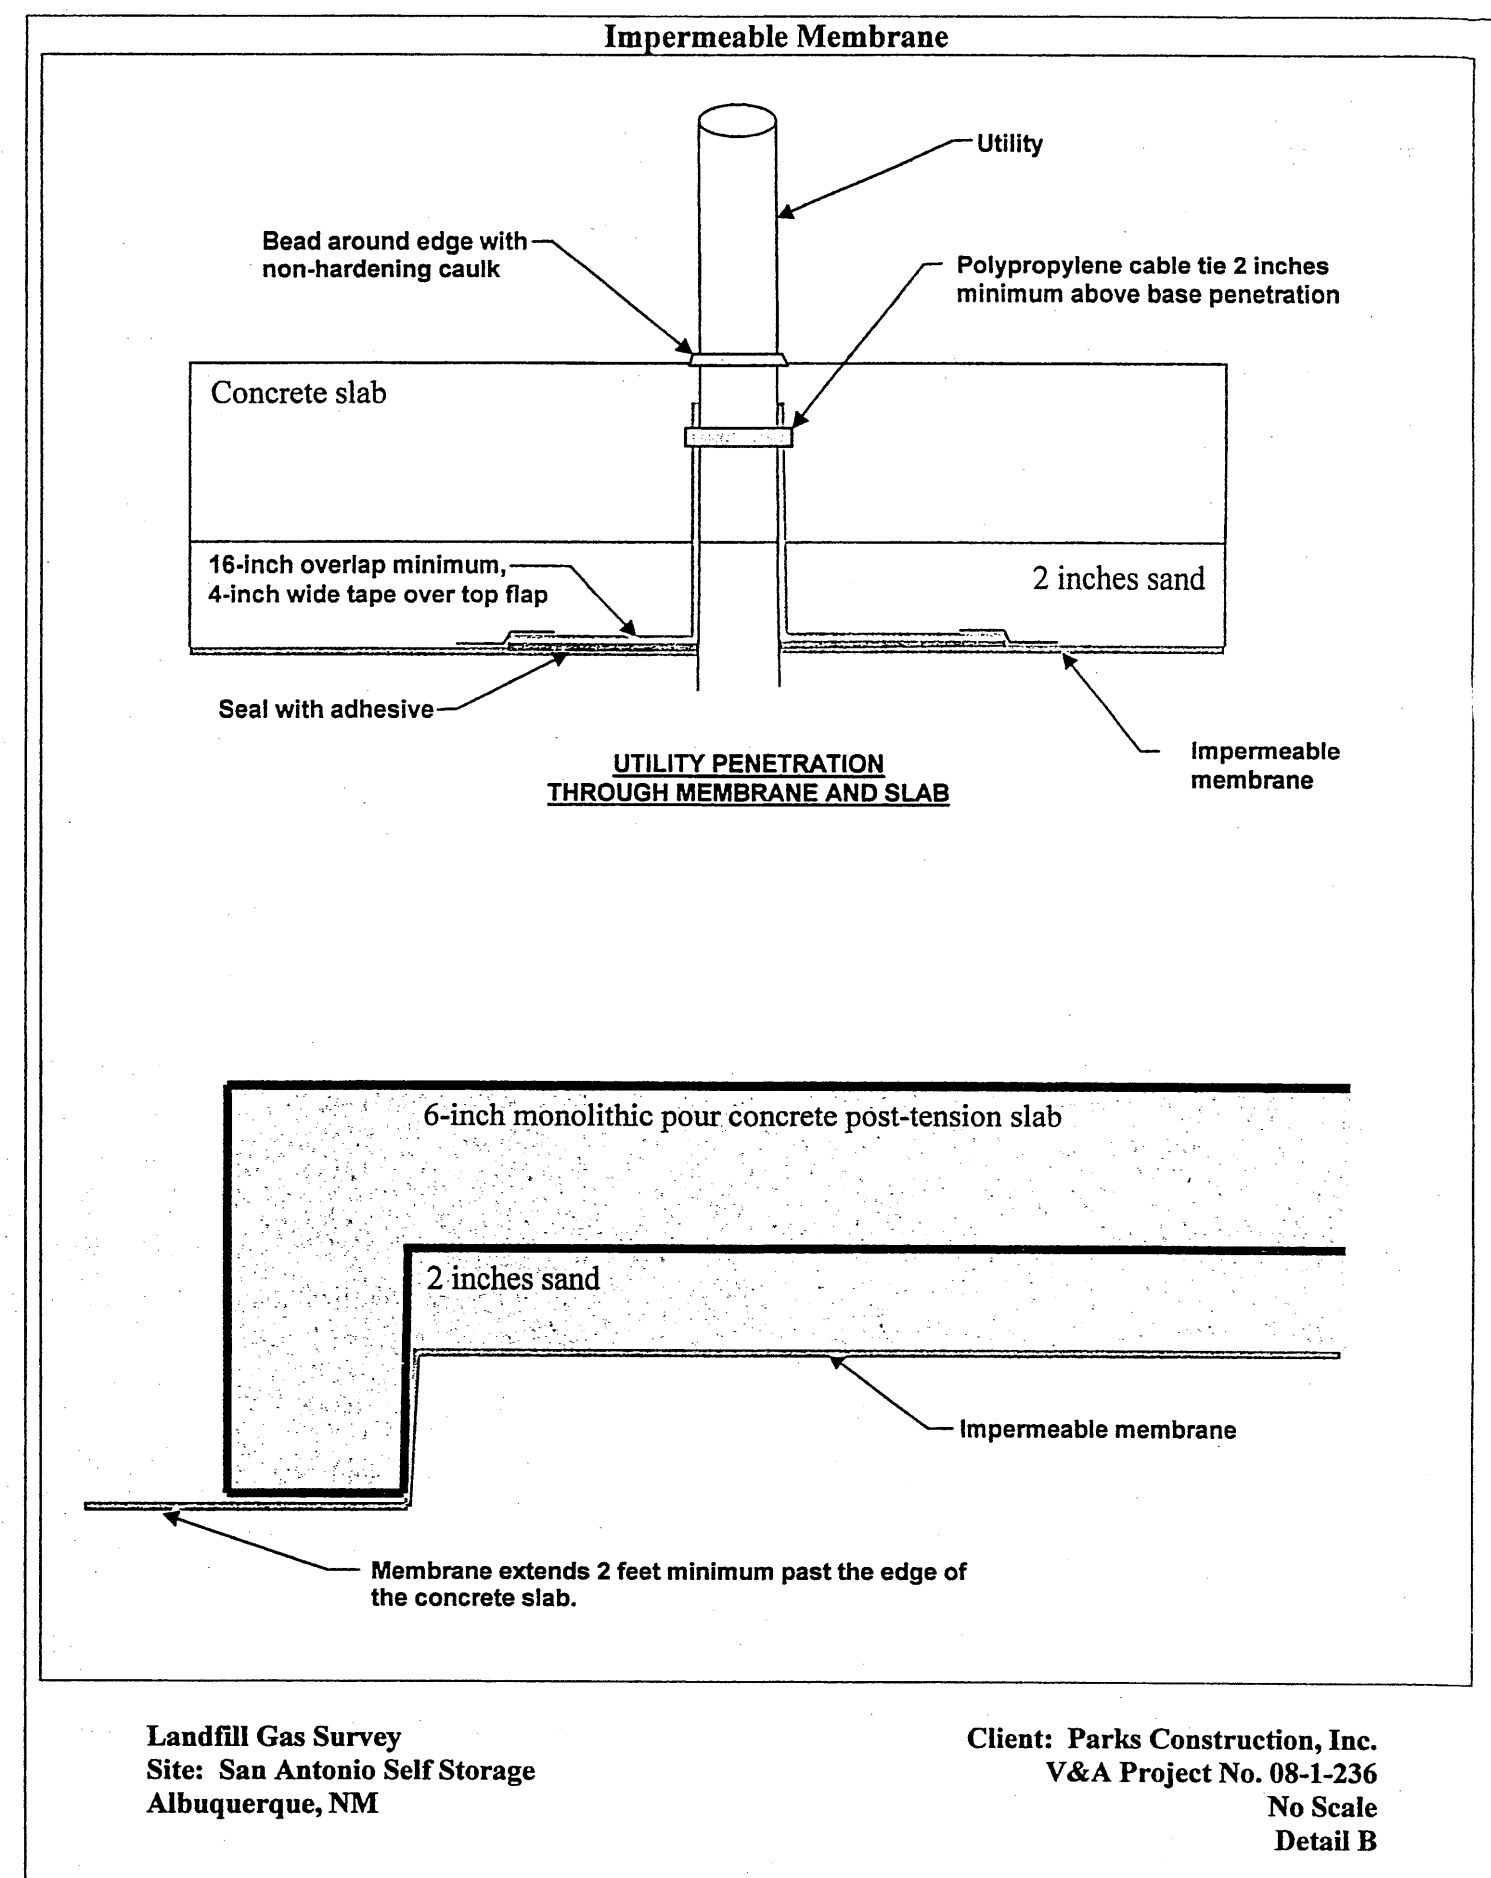 Impermeable Membrane
Utility
Bead around edge with
non-hardening caulk
Polypropylene cable tie 2 inches
minimum above base penetration
Concrete slab
16-inch overlap minimum,
4-inch wide tape over top flap
2 inches sand
Seal with adhesive
Impermeable
membrane
UTILITY PENETRATION
THROUGH MEMBRANE AND SLAB
6-inch monolithic pour concrete post-tension slab
2 inches sand
Impermeable membrane
Membrane extends 2 feet minimum past the edge of
the concrete slab.
Landfill Gas Survey
Site: San Antonio Self Storage
Albuquerque, NM
Client: Parks Construction, Inc.
V&A Project No. 08-1-236
No Scale
Detail B